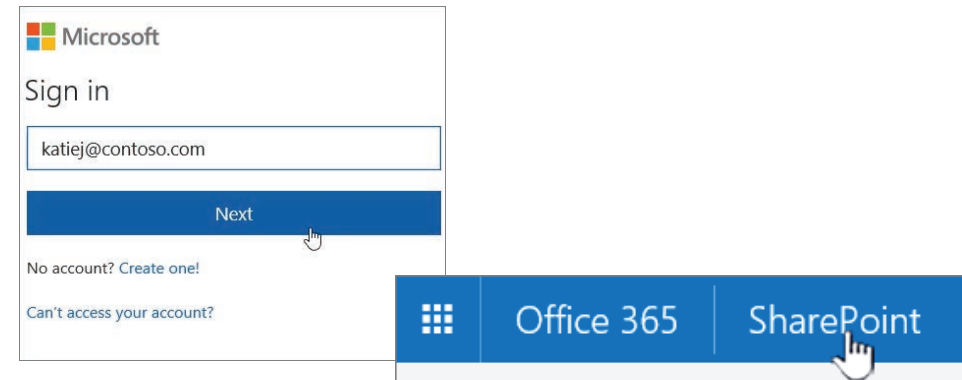 Microsoft
Sign in
katiej@contoso.com
Next
No account? Create one!
Can't access your account?
Office 365 SharePoint